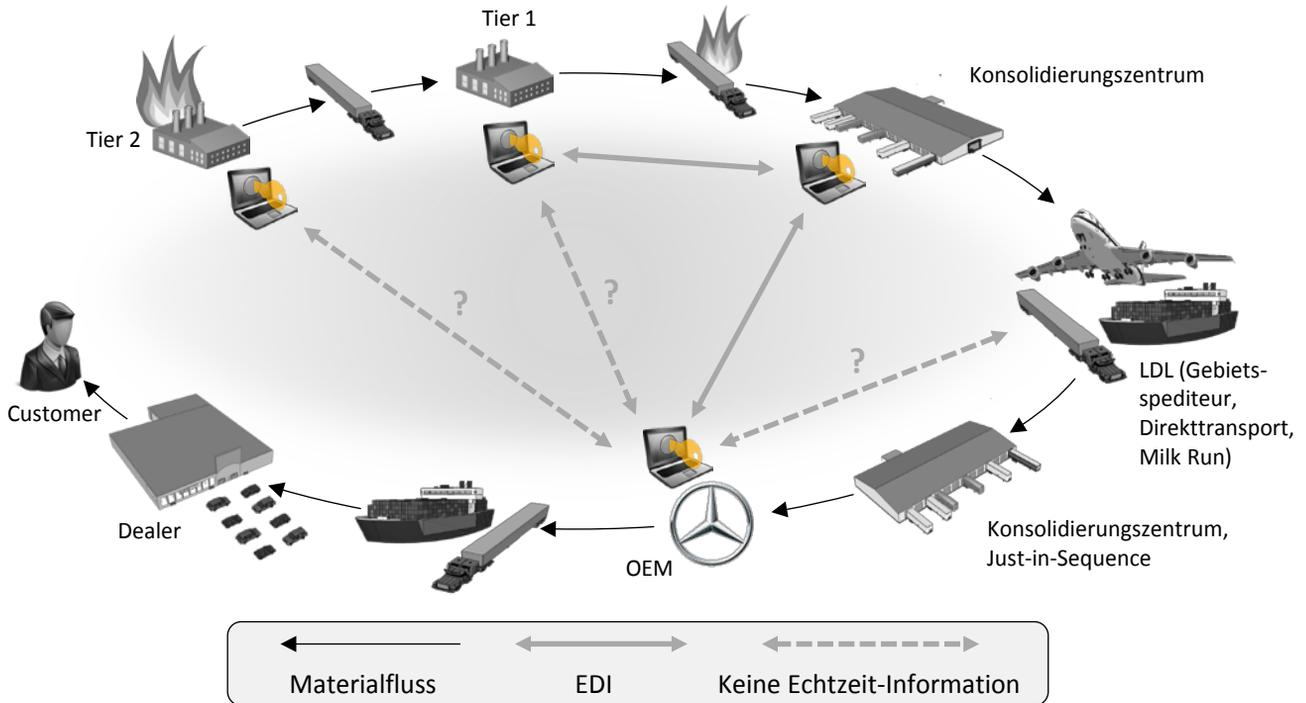 Tier 1
Konsolidierungszentrum
Tier 2
?
?
?
LDL (Gebiets-
spediteur,
Direkttransport,
Milk Run)
Customer
Dealer
OEM
Konsolidierungszentrum,
Just-in-Sequence
Materialfluss
EDI
Keine Echtzeit-Information